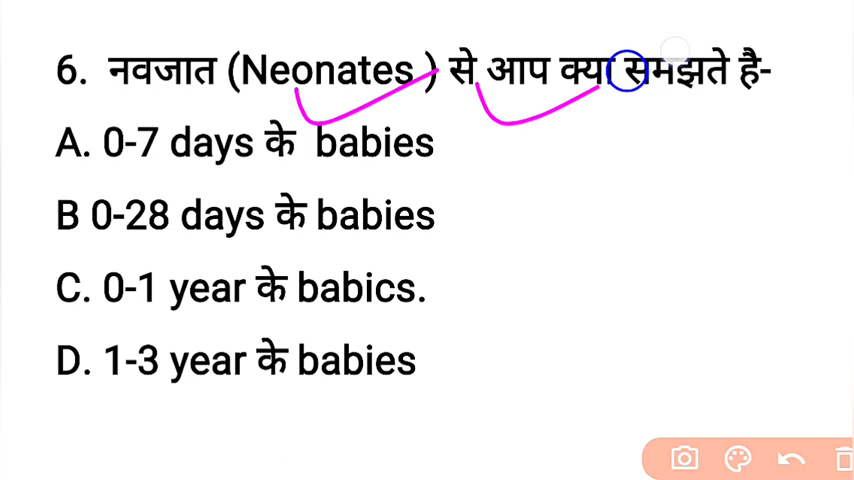 6. नवजात (Neonates ) से आप क्या समझते है-
A. 0-7 days के babies
B 0-28 days के babies
C. 0-1 year के babics.
D. 1-3 year के babies